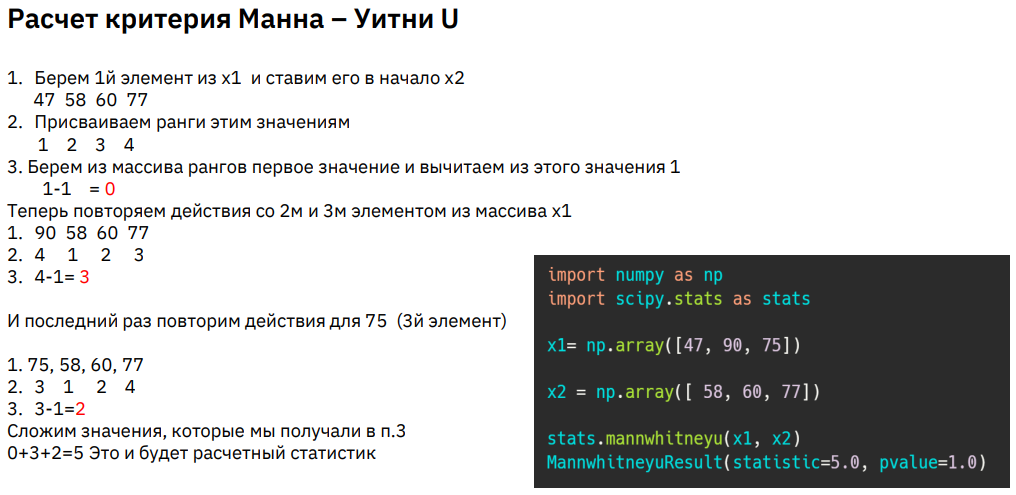 Расчет критерия Манна – Уитни U
1. Берем 1й элемент из x1 и ставим его в начало x2
47 58 60 77
2. Присваиваем ранги этим значениям
1 2 3 4
3. Берем из массива рангов первое значение и вычитаем из этого значения 1
1-1 = 0
Теперь повторяем действия со 2м и 3м элементом из массива x1
1. 90 58 60 77
2. 4 1 2 3
3. 4-1= 3
И последний раз повторим действия для 75 (3й элемент)
1. 75, 58, 60, 77
2. 3 1 2 4
3. 3-1=2
Сложим значения, которые мы получали в п.3
0+3+2=5 Это и будет расчетный статистик
import numpy as np
import scipy.stats as stats
x1= np.array([47, 90, 75])
x2 = np.array([ 58, 60, 77])
stats.mannwhitneyu(x1, x2)
MannwhitneyuResult(statistic=5.0, pvalue=1.0)